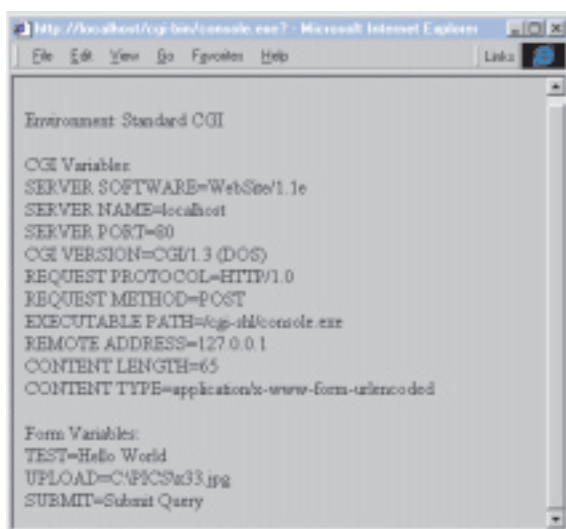 http://localhost/cgi-bin/console.exe? - Microsoft Internet Explorer
File Edit View Go Favorites Help Links
Environment: Standard CGI
CGI Variables:
SERVER SOFTWARE=WebSite/1.1e
SERVER NAME=localhost
SERVER PORT=80
CGI VERSION=CGI/1.3 (DOS)
REQUEST PROTOCOL=HTTP/1.0
REQUEST METHOD=POST
EXECUTABLE PATH=/cgi-shl/console.exe
REMOTE ADDRESS=127.0.0.1
CONTENT LENGTH=65
CONTENT TYPE=application/x-www-form-urlencoded
Form Variables:
TEST=Hello World
UPLOAD=C:\PICS\a33.jpg
SUBMIT=Submit Query